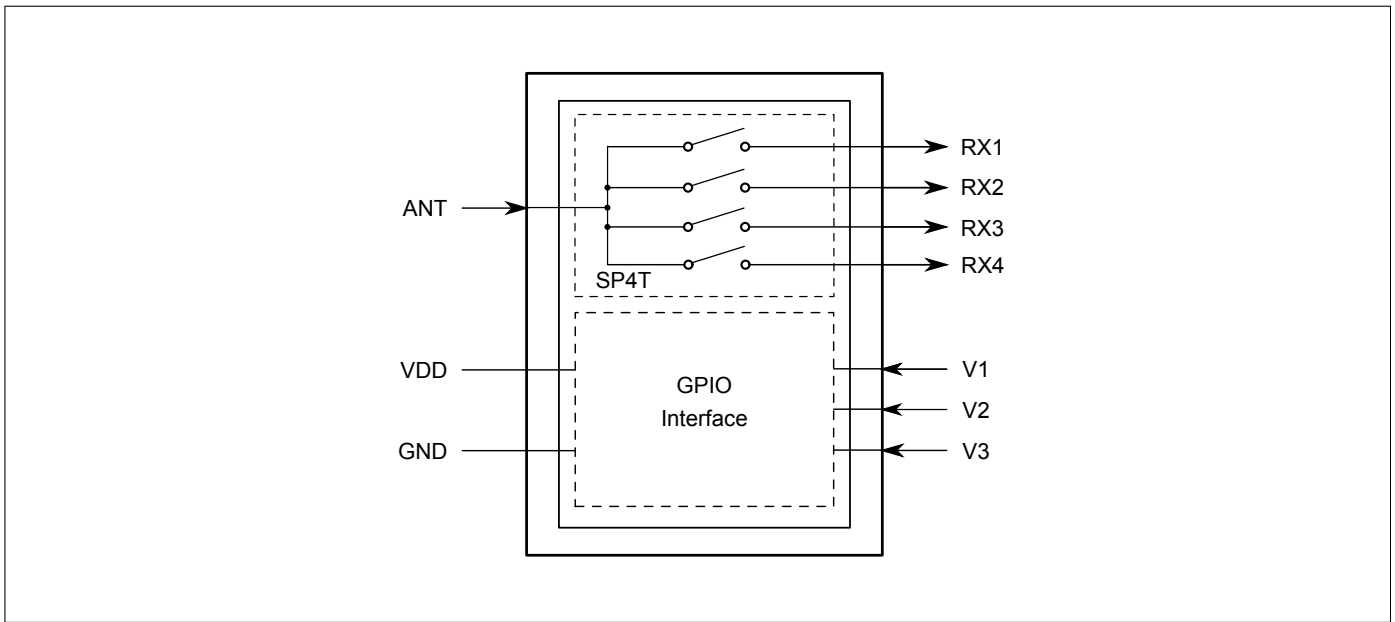 RX1
RX2
ANT
RX3
RX4
SP4T
VDD
V1
GPIO
V2
Interface
GND
V3